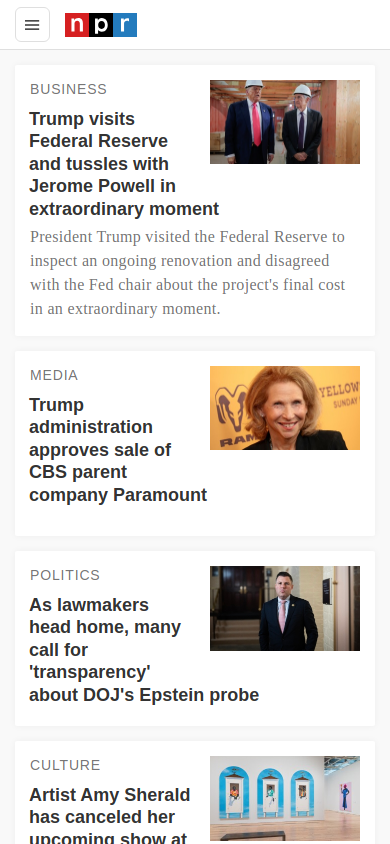 npr
BUSINESS
Trump visits
Federal Reserve
and tussles with
Jerome Powell in
extraordinary moment
President Trump visited the Federal Reserve to
inspect an ongoing renovation and disagreed
with the Fed chair about the project's final cost
in an extraordinary moment.
MEDIA
Trump
administration
approves sale of
CBS parent
company Paramount
RAM
YELLOW
SUNDAY
POLITICS
As lawmakers
head home, many
call for
'transparency'
about DOJ's Epstein probe
CULTURE
Artist Amy Sherald
has canceled her
upcoming show at